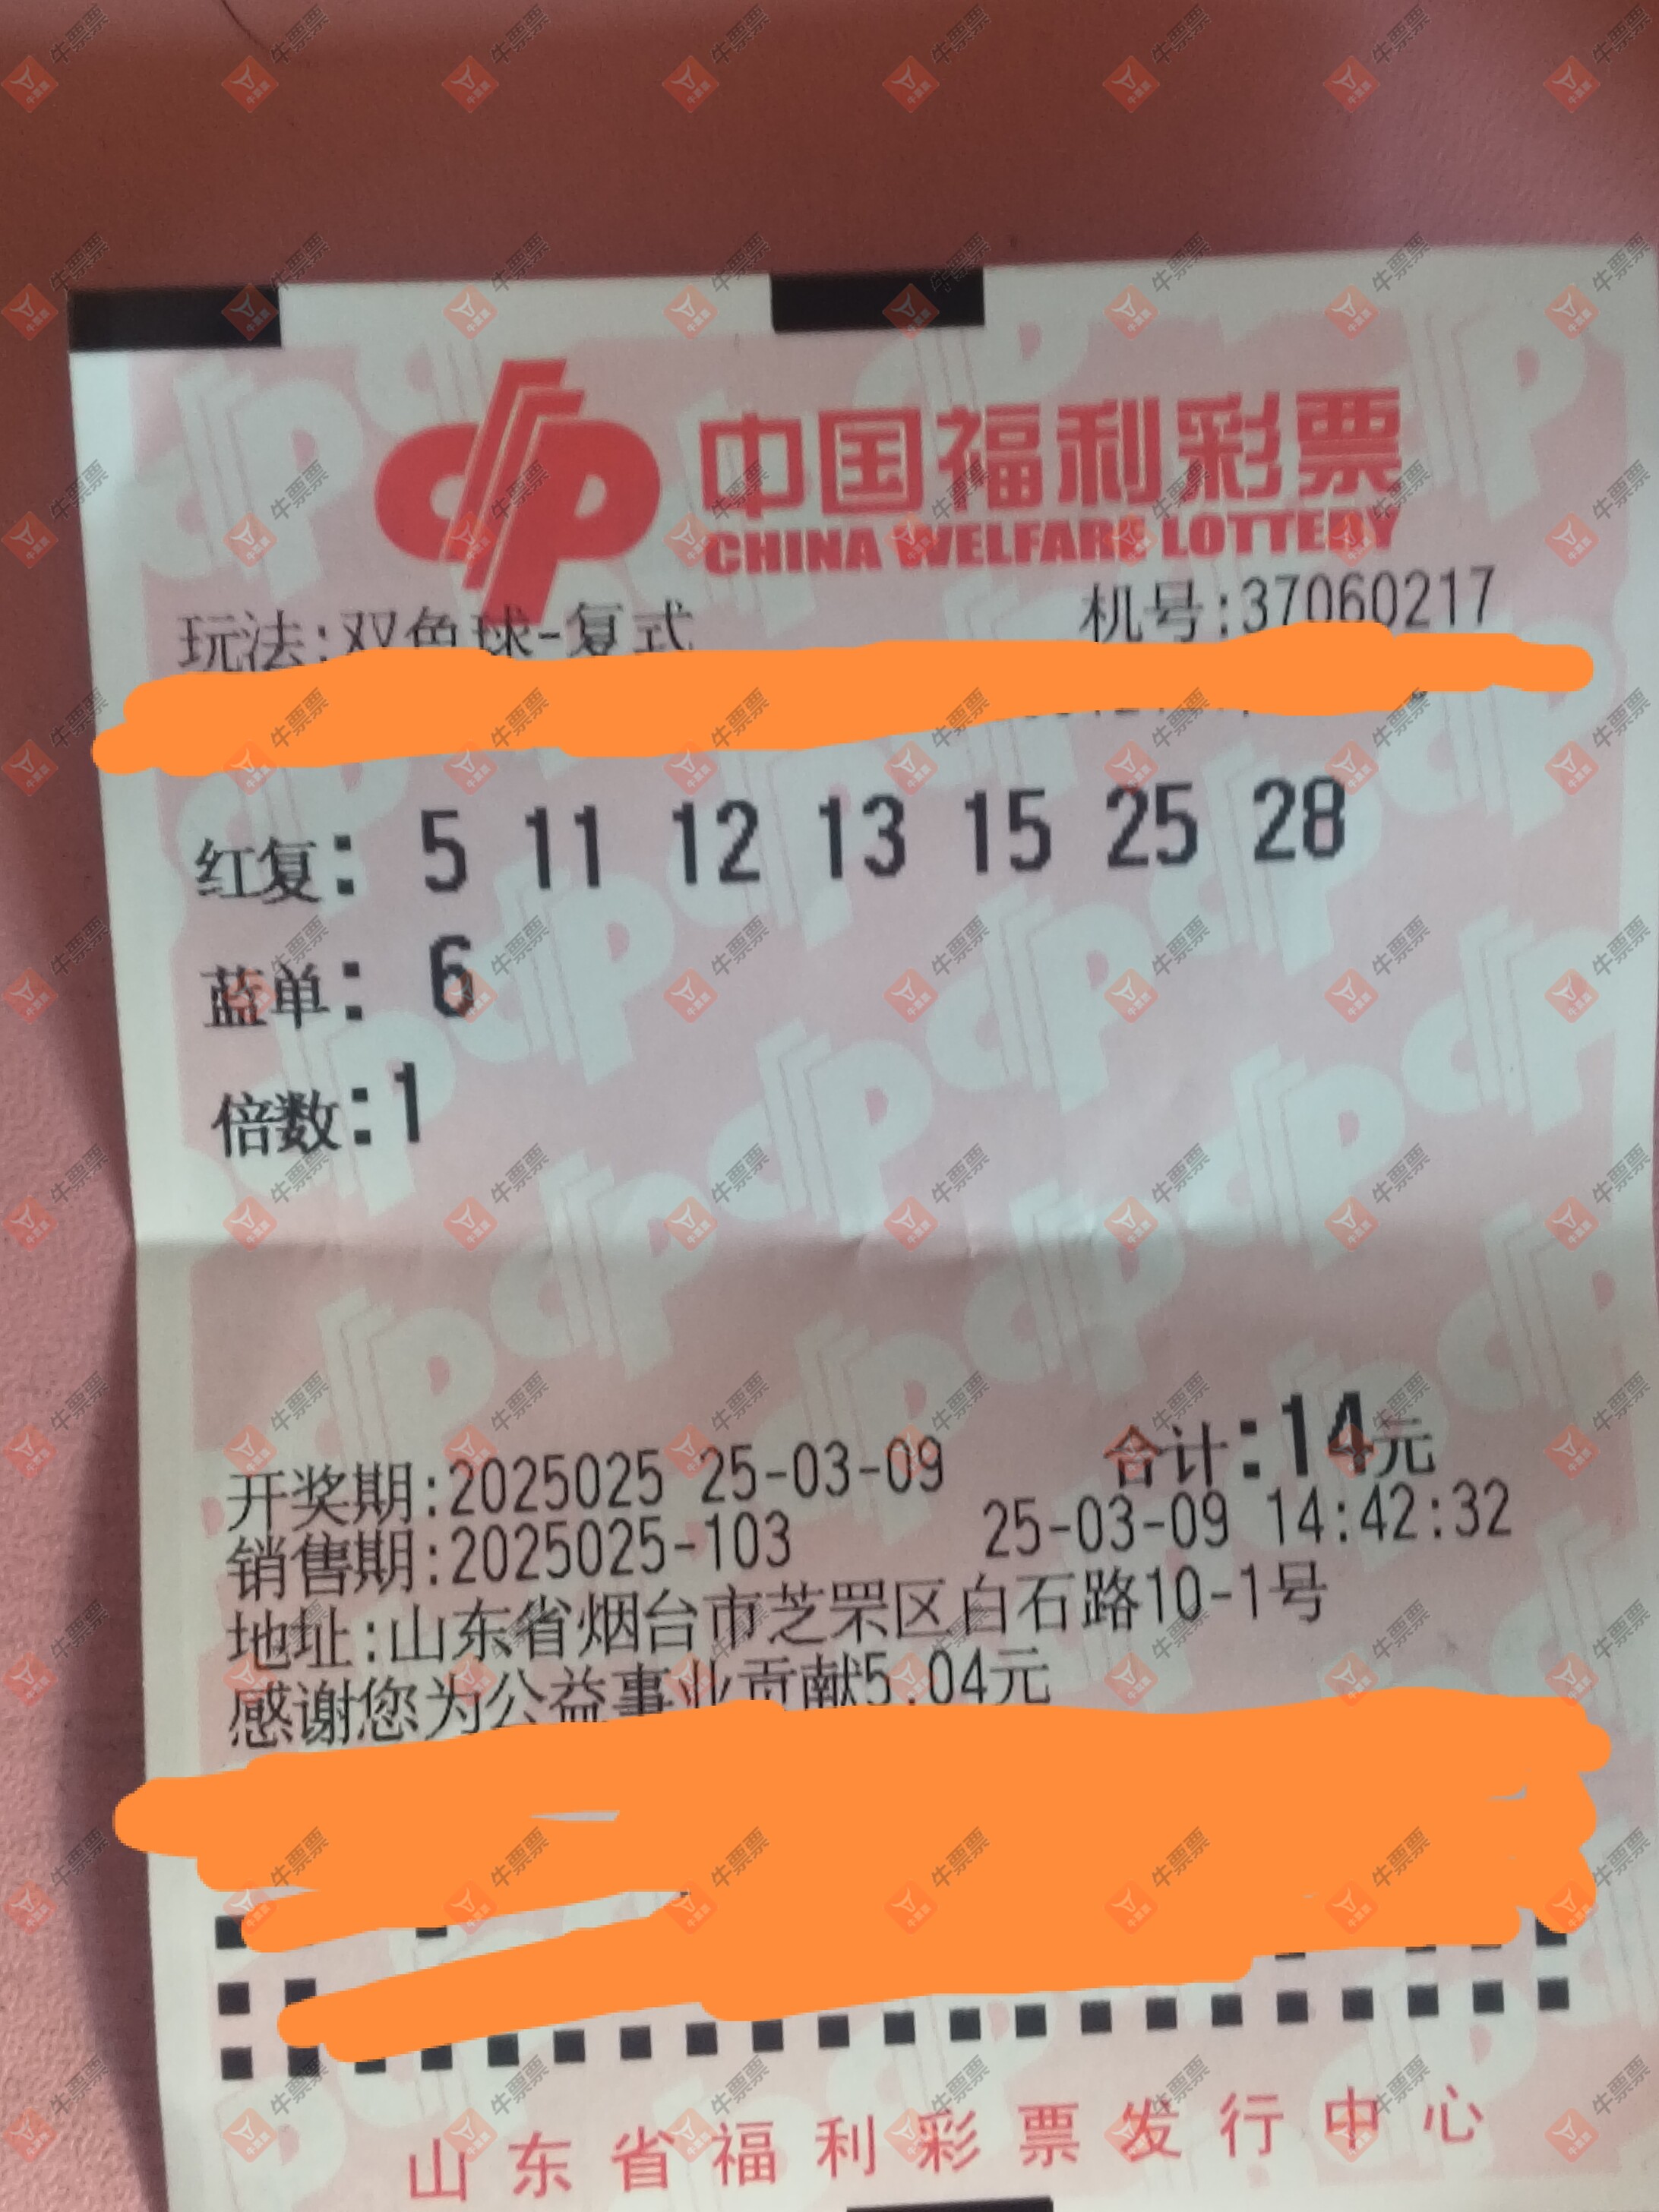 中国福利彩票
CHINA WELFARE LOTTERY
玩法:双色球-复式 机号:37060217
红复: 5 11 12 13 15 25 28
蓝单: 6
倍数:1
合计:14元
开奖期:2025025 25-03-09
销售期:2025025-103 25-03-09 14:42:32
地址:山东省烟台市芝罘区白石路10-1号
感谢您为公益事业贡献5.04元
山东省福利彩票发行中心
牛票票